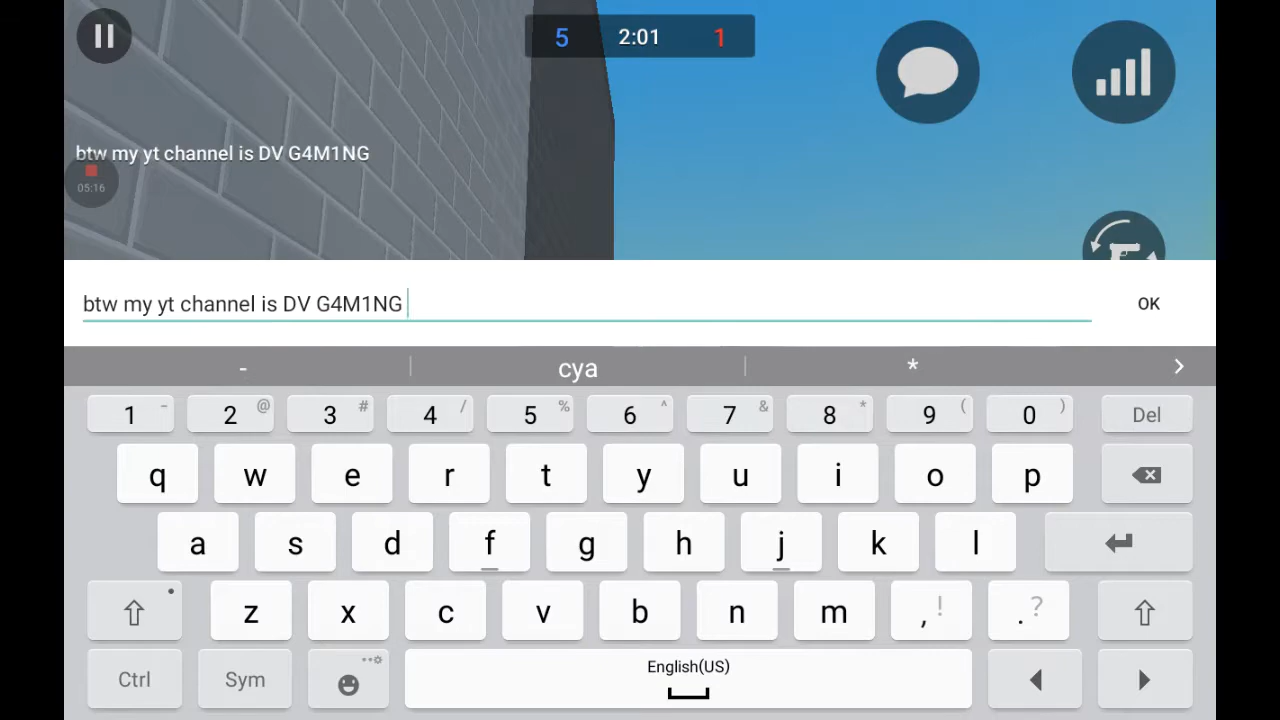 5 2:01 1
btw my yt channel is DV G4M1NG
05:16
btw my yt channel is DV G4M1NG
OK
- cya * >
1 - 2 @ 3 # 4 / 5 % 6 ^ 7 & 8 * 9 ( 0 ) Del
q w e r t y u i o p
a s d f g h j k l
z x c v b n m , ! . ?
Ctrl Sym English(US)